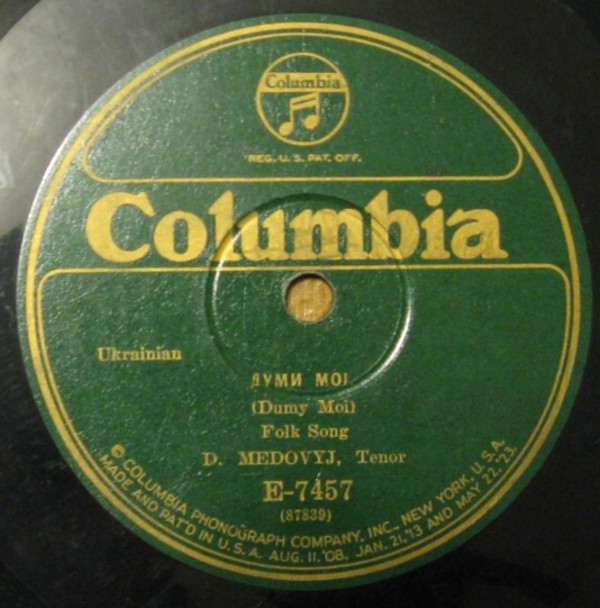 Columbia
REG. U. S. PAT. OFF.
Columbia
Ukrainian
ДУМИ МОЇ
(Dumy Moi)
Folk Song
D. MEDOVYJ, Tenor
E-7457
(87839)
© COLUMBIA PHONOGRAPH COMPANY, INC., NEW YORK, U. S. A.
MADE AND PAT'D IN U. S. A. AUG. 11, '08. JAN. 21, '13 AND MAY 22, '23.